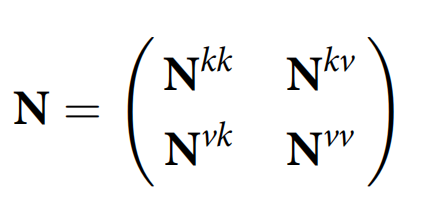 N = ( N^{kk} N^{kv}
N^{vk} N^{vv} )